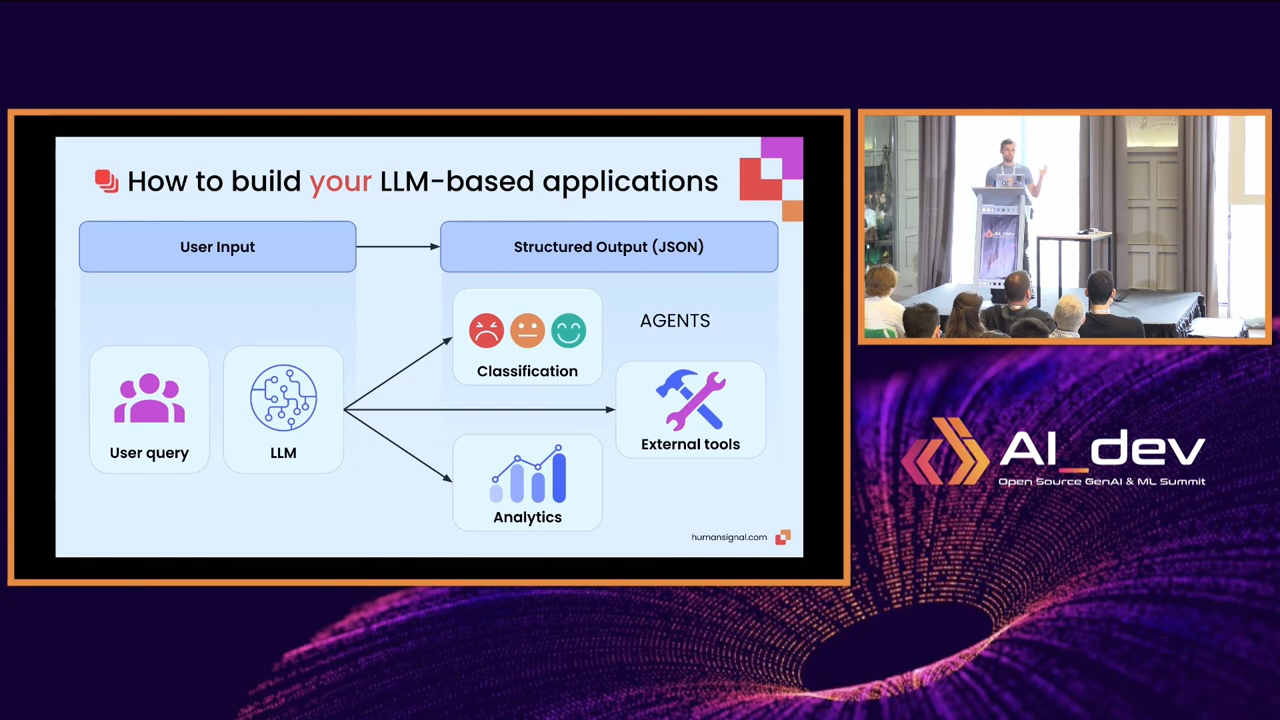 How to build your LLM-based applications
User Input
Structured Output (JSON)
AGENTS
Classification
User query
LLM
External tools
Analytics
humansignal.com
AI_dev
AI_dev
Open Source GenAI & ML Summit